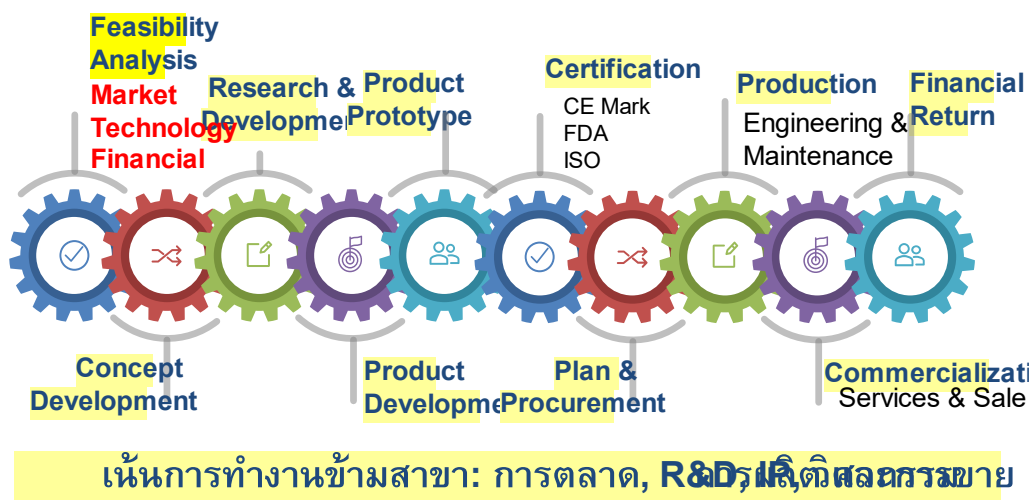 Feasibility
Analysis
Market
Technology
Financial
Research &
Product
Prototype
Certification
CE Mark
FDA
ISO
Production
Engineering &
Maintenance
Financial
Return
Concept
Development
Product
Plan &
Procurement
Services & Sale
เน้นการทำงานข้ามสาขา: การตลาด, R&D, IP,